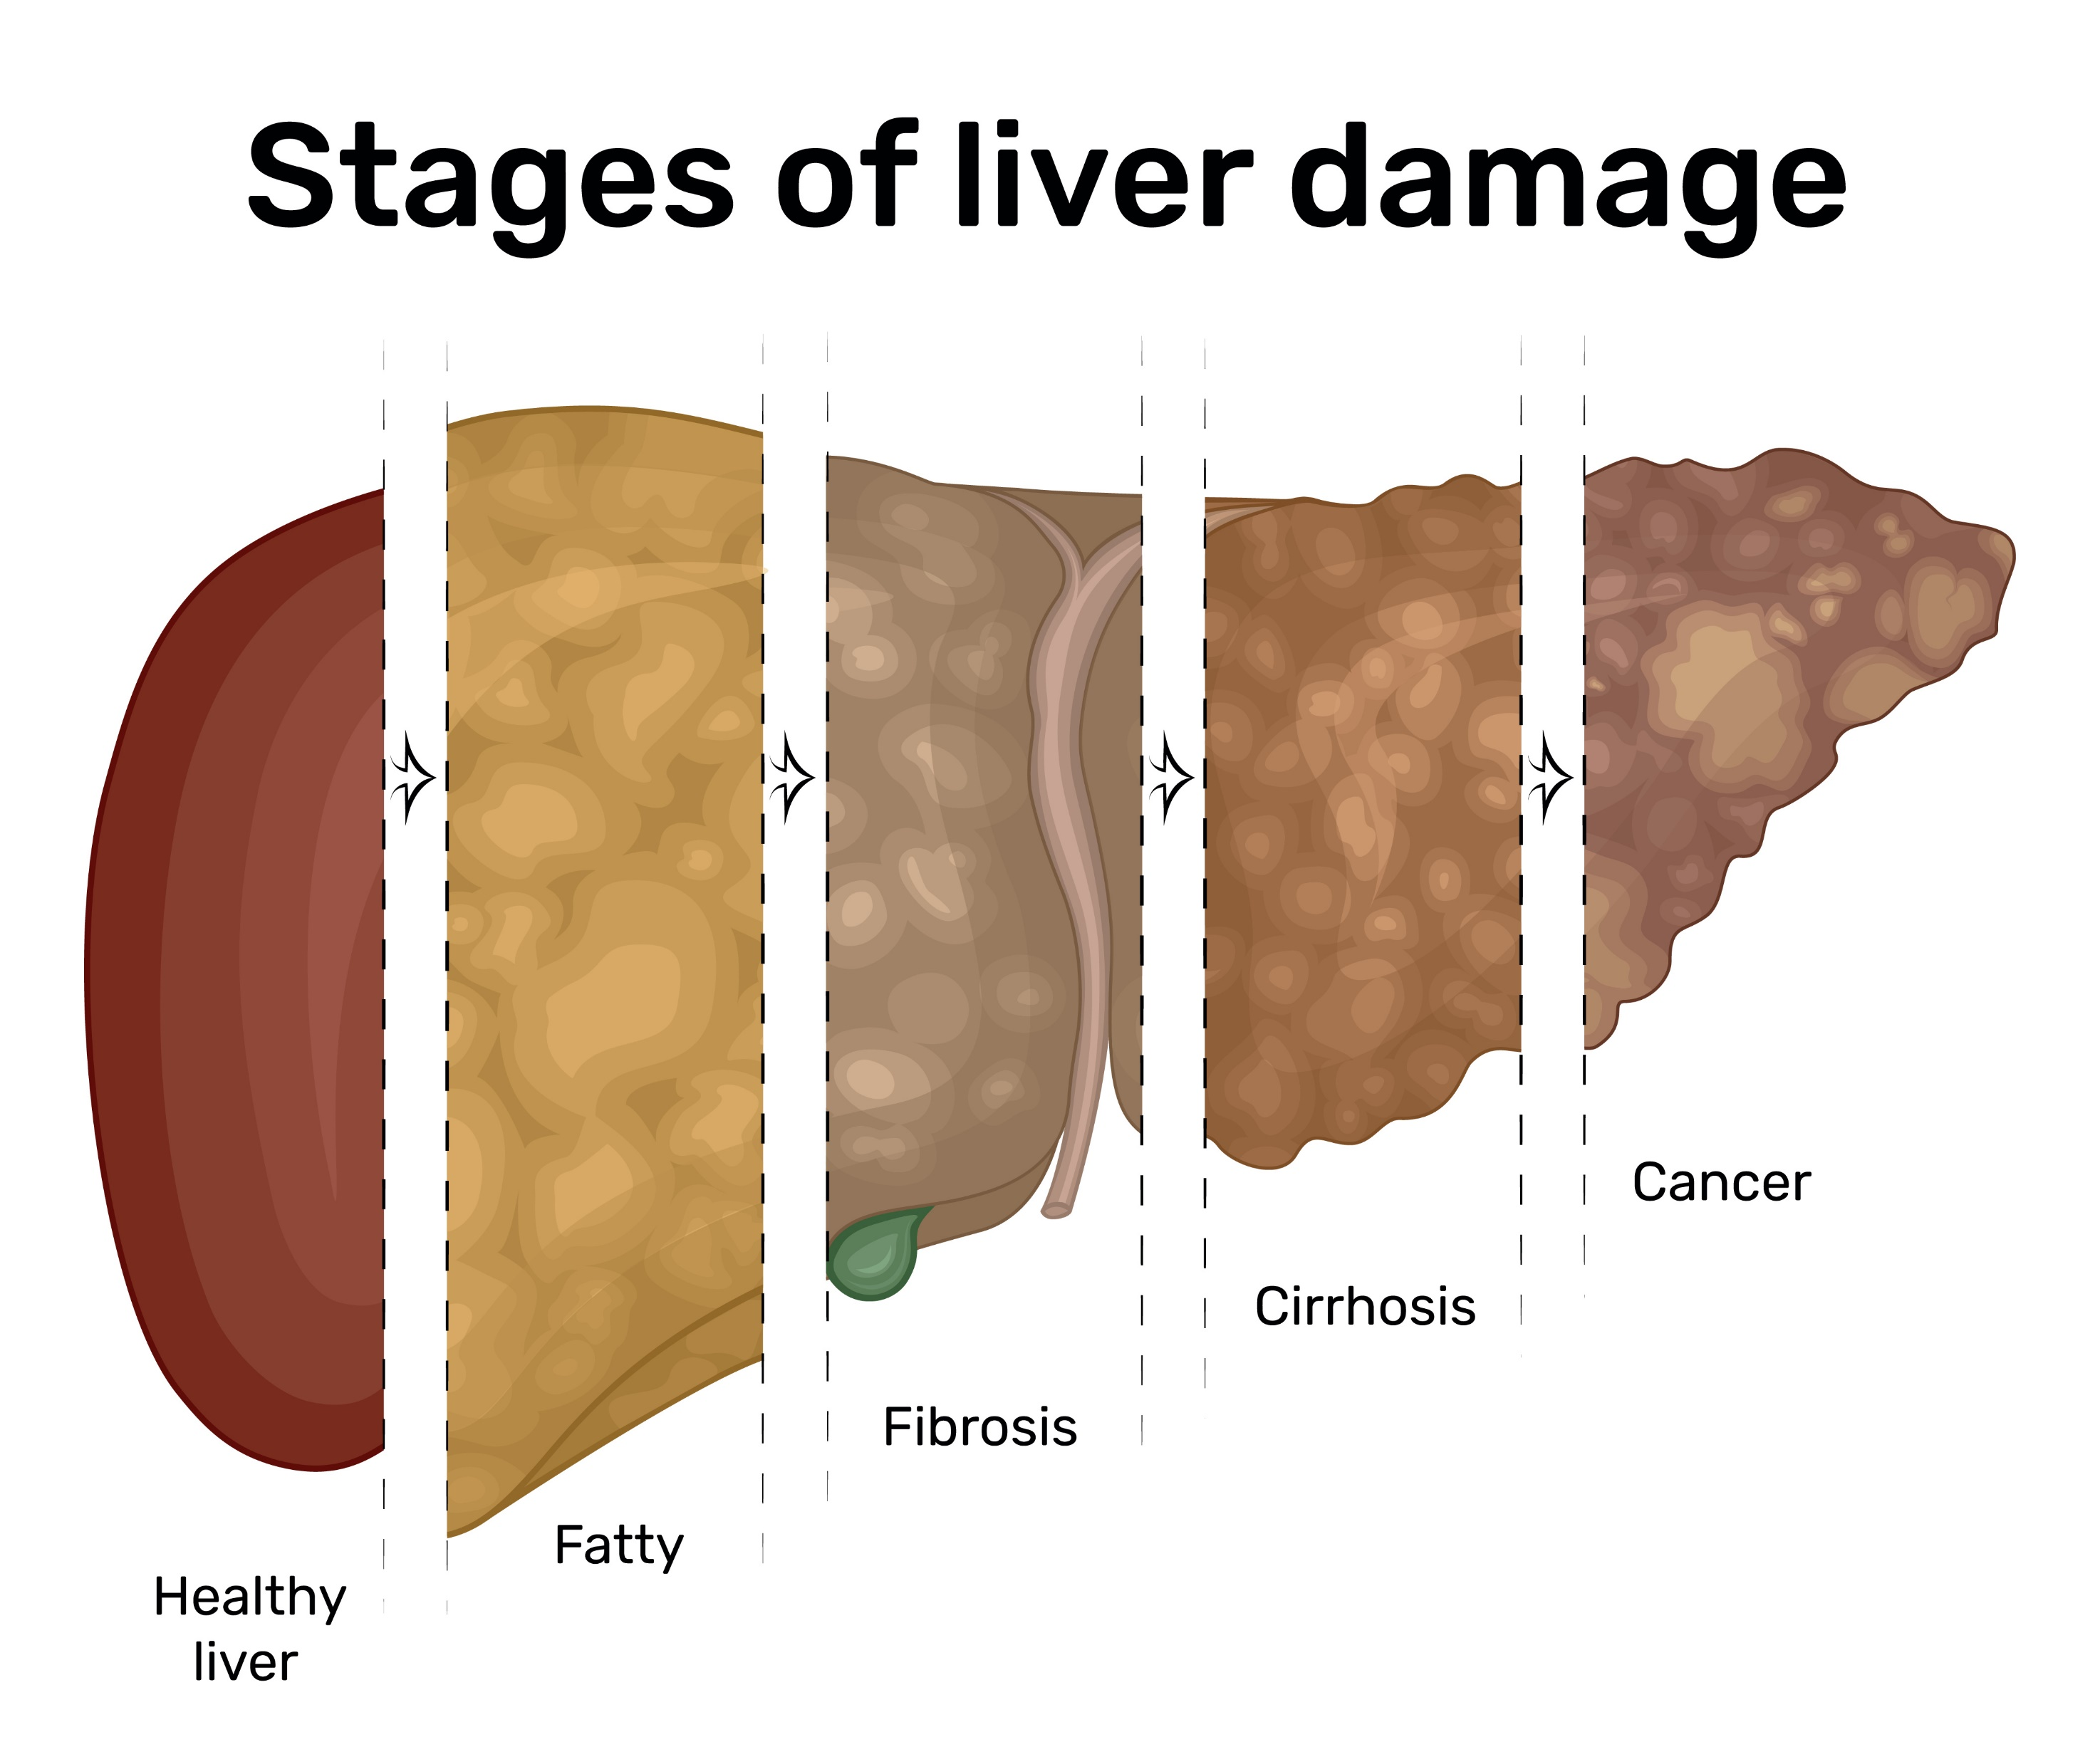 Stages of liver damage
Healthy
liver
Fatty
Fibrosis
Cirrhosis
Cancer